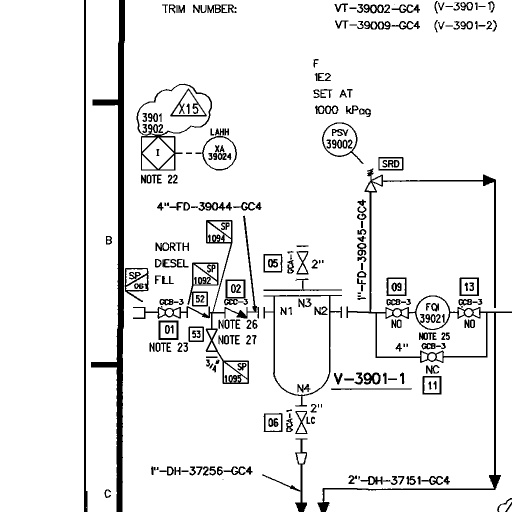 TRIM NUMBER:
VT-39002-GC4 (V-3901-1)
VT-39009-GC4 (V-3901-2)
F
1E2
SET AT
1000 kPag
X15
3901
3902
LAHH
PSV
39002
I
XA
39024
SRD
NOTE 22
4"-FD-39044-GC4
1"-FD-39045-GC4
SP
1094
B
NORTH
DIESEL
FILL
05
GCA-1
2"
SP
061
SP
1092
02
09
13
GCB-3
52
GCC-3
N3
GCB-3
FQI
39021
GCB-3
N1
N2
01
53
NOTE 26
NO
NO
NOTE 23
NOTE 27
NOTE 25
GCB-3
4"
3/4"
SP
1095
NC
V-3901-1
11
N4
2"
06
GCA-1
LC
1"-DH-37256-GC4
2"-DH-37151-GC4
C